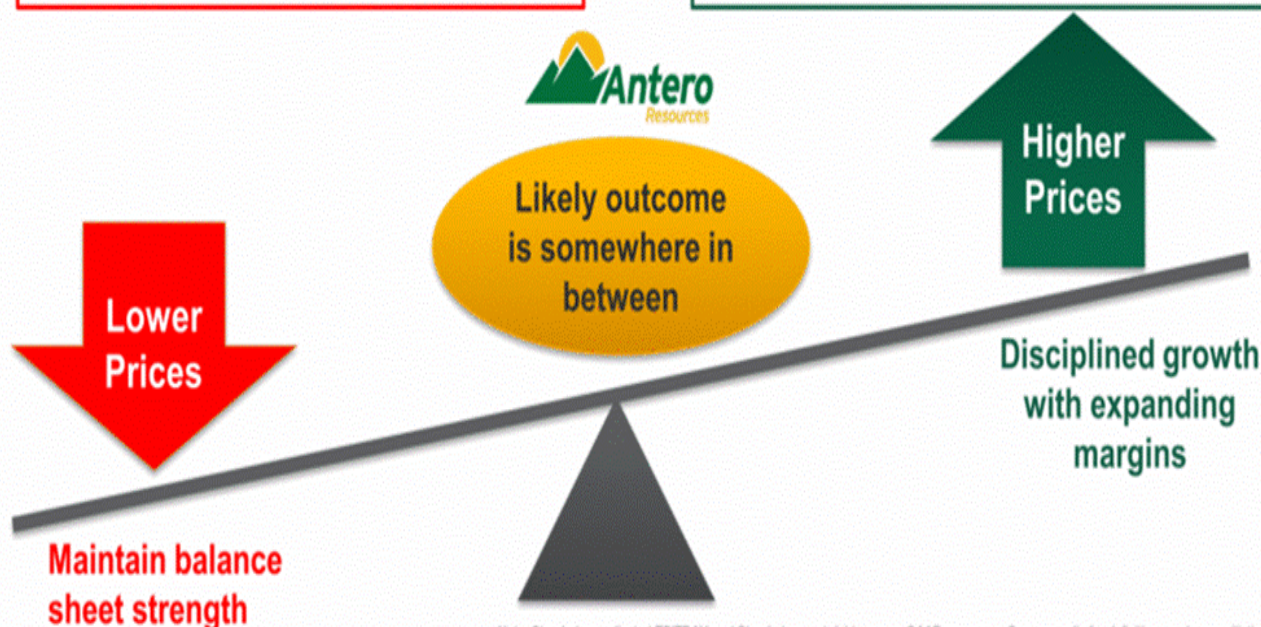 Antero
Resources
Likely outcome
is somewhere in
between
Higher
Prices
Lower
Prices
Disciplined growth
with expanding
margins
Maintain balance
sheet strength